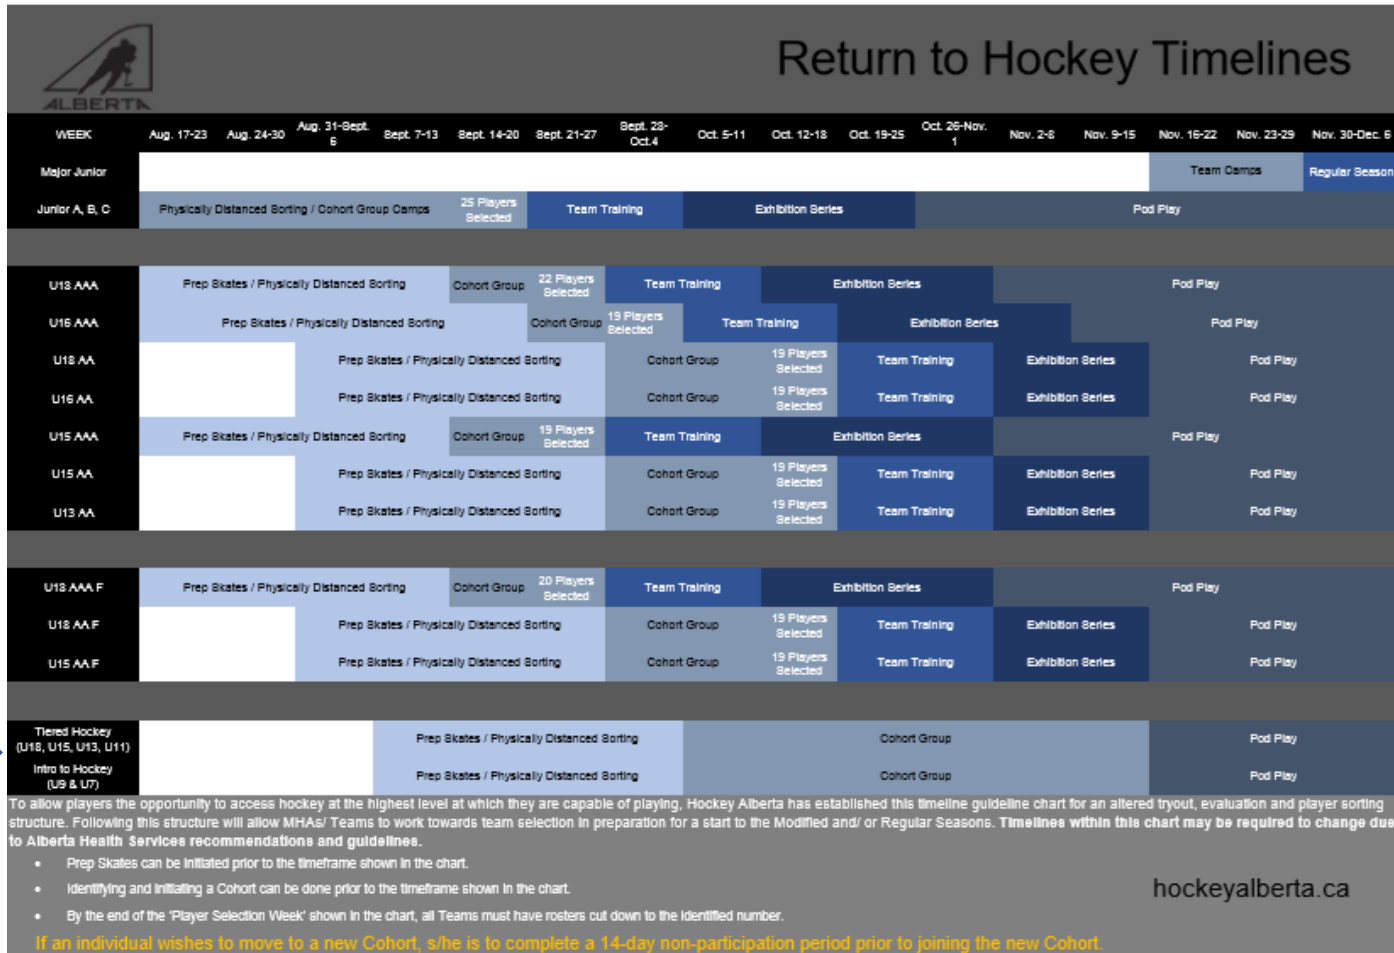 ALBERTA
Return to Hockey Timelines
WEEK Aug. 17-23 Aug. 24-30 Aug. 31-Sept. 6 Sept. 7-13 Sept. 14-20 Sept. 21-27 Sept. 28-Oct.4 Oct. 5-11 Oct. 12-18 Oct. 19-25 Oct. 26-Nov. 1 Nov. 2-8 Nov. 9-15 Nov. 16-22 Nov. 23-29 Nov. 30-Dec. 6
Major Junior Team Camps Regular Season
Junior A, B, C Physically Distanced Sorting / Cohort Group Camps 25 Players Selected Team Training Exhibition Series Pod Play
U18 AAA Prep Skates / Physically Distanced Sorting Cohort Group 22 Players Selected Team Training Exhibition Series Pod Play
U16 AAA Prep Skates / Physically Distanced Sorting Cohort Group 19 Players Selected Team Training Exhibition Series Pod Play
U18 AA Prep Skates / Physically Distanced Sorting Cohort Group 19 Players Selected Team Training Exhibition Series Pod Play
U16 AA Prep Skates / Physically Distanced Sorting Cohort Group 19 Players Selected Team Training Exhibition Series Pod Play
U15 AAA Prep Skates / Physically Distanced Sorting Cohort Group 19 Players Selected Team Training Exhibition Series Pod Play
U15 AA Prep Skates / Physically Distanced Sorting Cohort Group 19 Players Selected Team Training Exhibition Series Pod Play
U13 AA Prep Skates / Physically Distanced Sorting Cohort Group 19 Players Selected Team Training Exhibition Series Pod Play
U18 AAA F Prep Skates / Physically Distanced Sorting Cohort Group 20 Players Selected Team Training Exhibition Series Pod Play
U18 AA F Prep Skates / Physically Distanced Sorting Cohort Group 19 Players Selected Team Training Exhibition Series Pod Play
U15 AA F Prep Skates / Physically Distanced Sorting Cohort Group 19 Players Selected Team Training Exhibition Series Pod Play
Tiered Hockey (U18, U15, U13, U11) Prep Skates / Physically Distanced Sorting Cohort Group Pod Play
Intro to Hockey (U9 & U7) Prep Skates / Physically Distanced Sorting Cohort Group Pod Play
To allow players the opportunity to access hockey at the highest level at which they are capable of playing, Hockey Alberta has established this timeline guideline chart for an altered tryout, evaluation and player sorting
structure. Following this structure will allow MHAs/ Teams to work towards team selection in preparation for a start to the Modified and/ or Regular Seasons. Timelines within this chart may be required to change due
to Alberta Health Services recommendations and guidelines.
• Prep Skates can be initiated prior to the timeframe shown in the chart.
• Identifying and initiating a Cohort can be done prior to the timeframe shown in the chart.
• By the end of the 'Player Selection Week' shown in the chart, all Teams must have rosters cut down to the identified number.
hockeyalberta.ca
If an individual wishes to move to a new Cohort, s/he is to complete a 14-day non-participation period prior to joining the new Cohort.